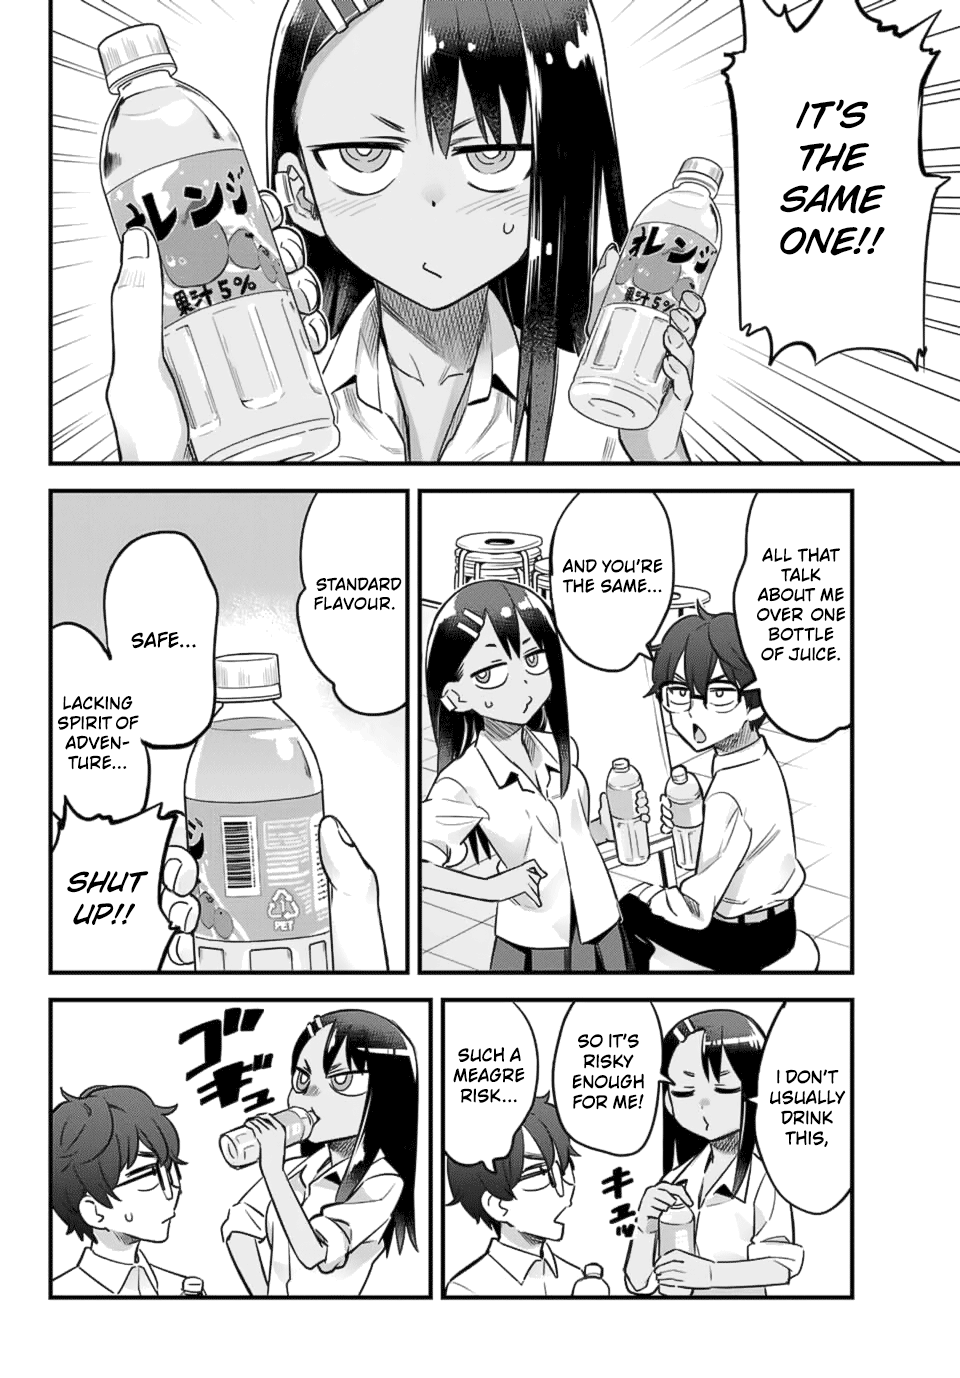 IT'S
THE
SAME
ONE!!
オレンジ
果汁5%
オレンジ
果汁5%
ALL THAT
TALK
ABOUT ME
OVER ONE
BOTTLE
OF JUICE.
AND YOU'RE
THE SAME...
STANDARD
FLAVOUR.
SAFE...
LACKING
SPIRIT OF
ADVEN-
TURE...
SHUT
UP!!
ジ
PET
I DON'T
USUALLY
DRINK
THIS,
SO IT'S
RISKY
ENOUGH
FOR ME!
SUCH A
MEAGRE
RISK...
キュッ
ゴキュ